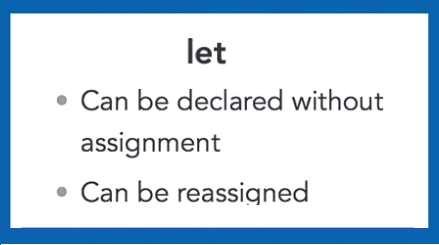 let
• Can be declared without
assignment
• Can be reassigned